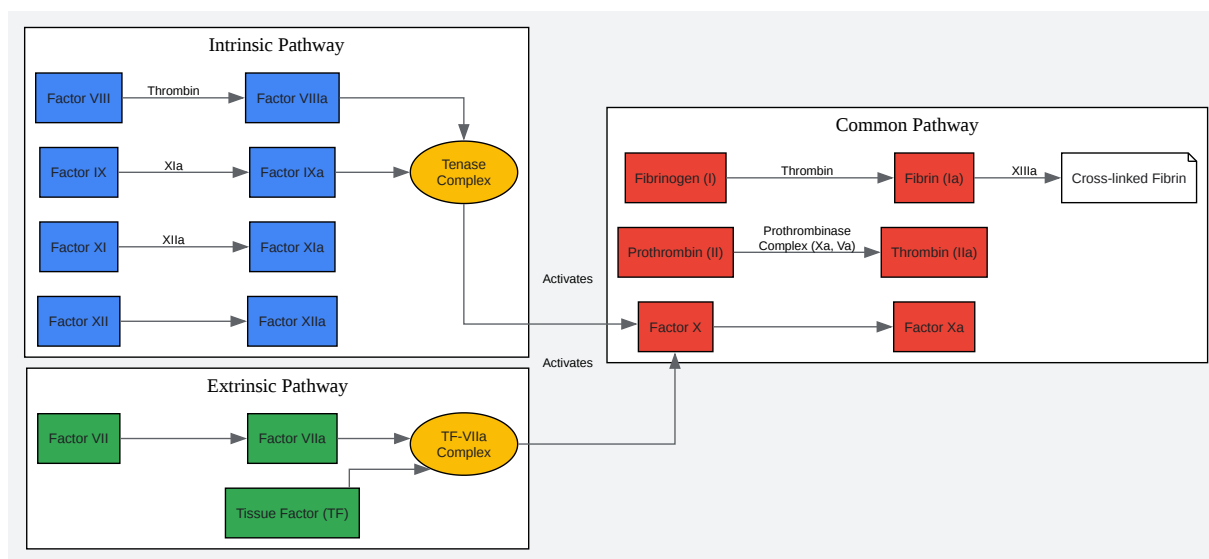 Intrinsic Pathway
Factor VIII
Thrombin
Factor VIIIa
Factor IX
XIa
Factor IXa
Tenase
Complex
Factor XI
XIIa
Factor XIa
Factor XII
Factor XIIa
Extrinsic Pathway
Factor VII
Factor VIIa
TF-VIIa
Complex
Tissue Factor (TF)
Activates
Activates
Common Pathway
Fibrinogen (I)
Thrombin
Fibrin (Ia)
XIIIa
Cross-linked Fibrin
Prothrombin (II)
Prothrombinase
Complex (Xa, Va)
Thrombin (IIa)
Factor X
Factor Xa